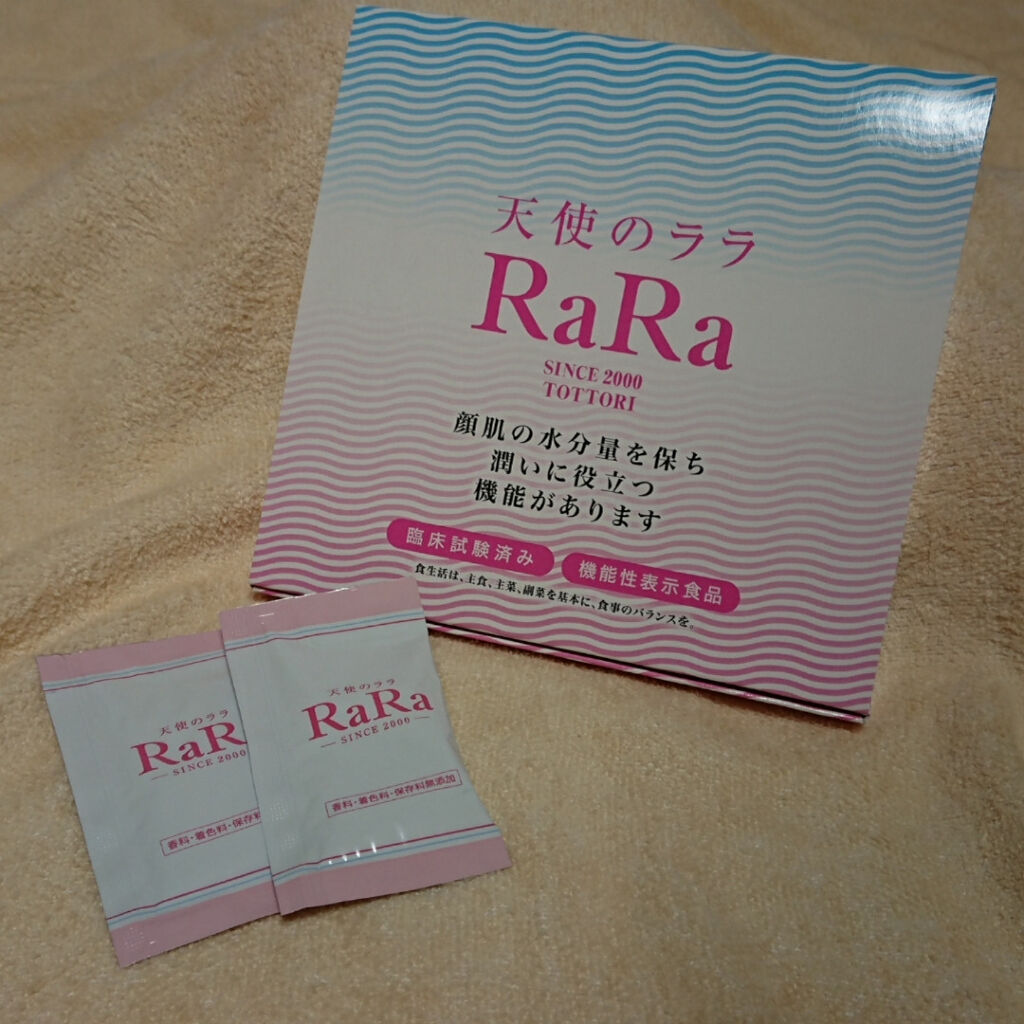 天使のララ
RaRa
SINCE 2000
TOTTORI
顔肌の水分量を保ち
潤いに役立つ
機能があります
臨床試験済み
機能性表示食品
食生活は、主食、主菜、副菜を基本に、食事のバランスを。
天使のララ
RaR
SINCE 2000
香料・着色料・保存料
天使のララ
RaRa
SINCE 2000
香料・着色料・保存料無添加